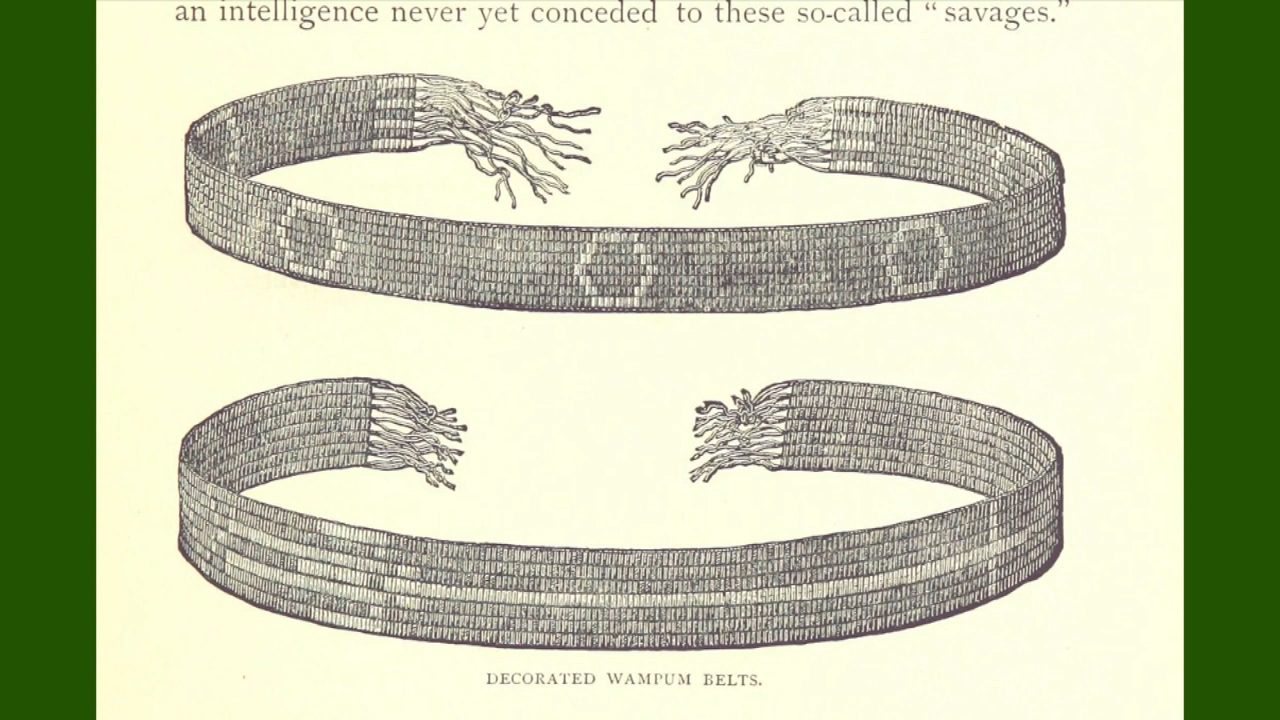 an intelligence never yet conceded to these so-called “savages.”
DECORATED WAMPUM BELTS.